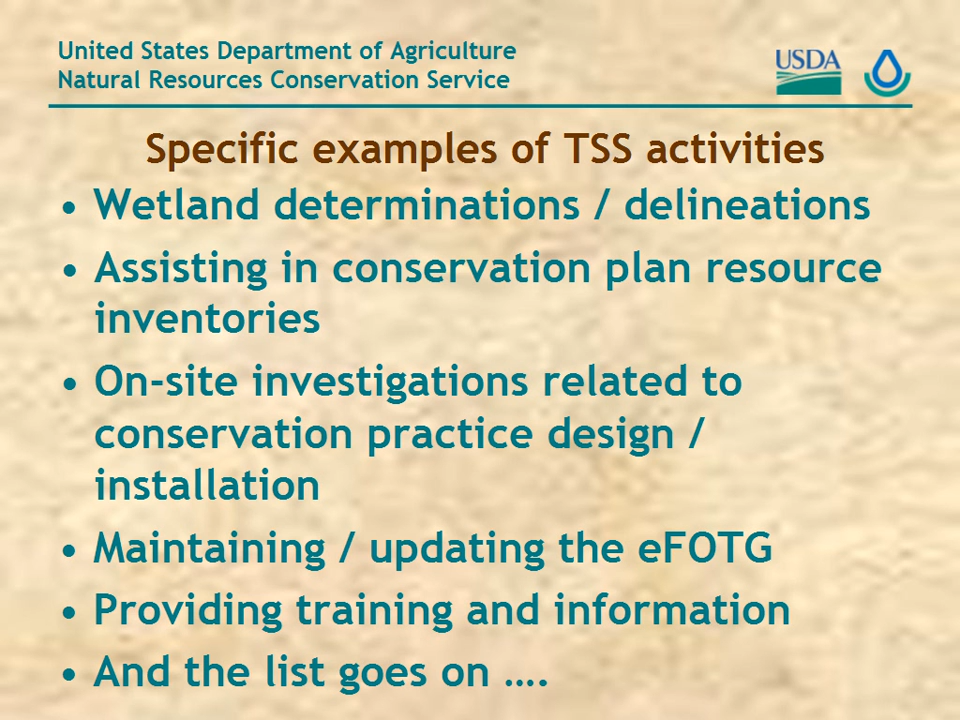 United States Department of Agriculture
Natural Resources Conservation Service
USDA
Specific examples of TSS activities
• Wetland determinations / delineations
• Assisting in conservation plan resource
inventories
• On-site investigations related to
conservation practice design /
installation
• Maintaining / updating the eFOTG
• Providing training and information
• And the list goes on ….